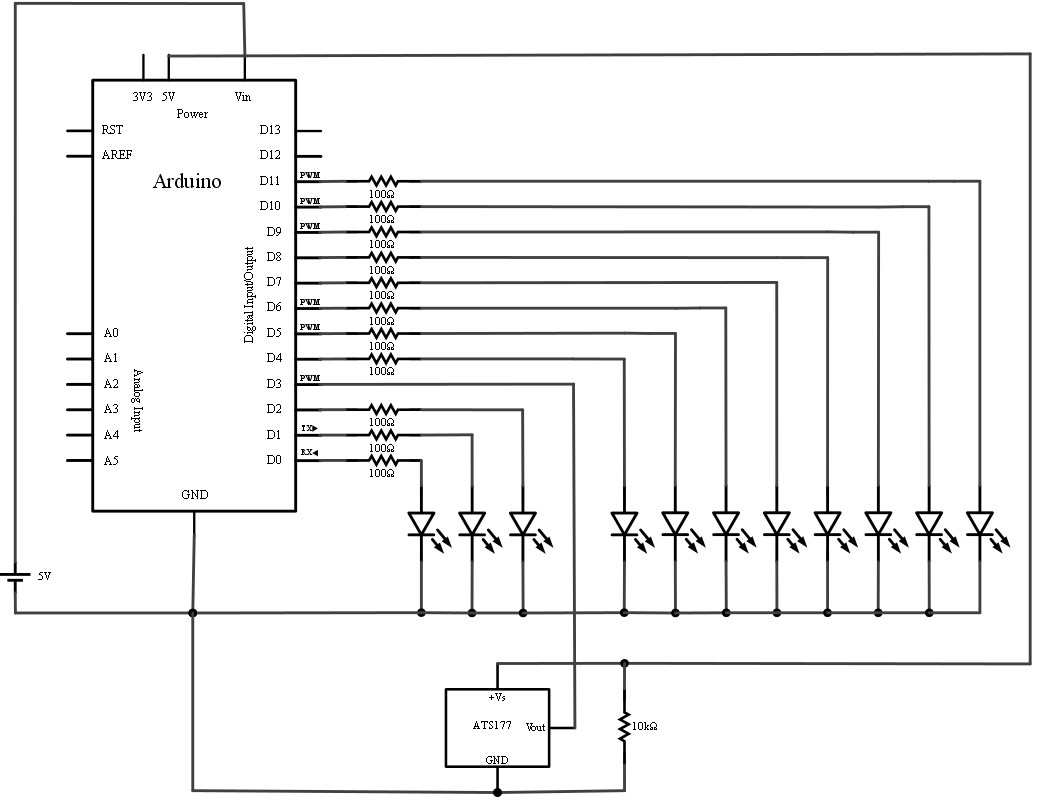 3V3 5V Vin
Power
RST
AREF
Arduino
D13
D12
D11 PWM
100Ω
D10 PWM
100Ω
D9 PWM
100Ω
D8
100Ω
D7
100Ω
D6 PWM
100Ω
D5 PWM
100Ω
D4
100Ω
D3 PWM
D2
100Ω
D1 TX
100Ω
D0 RX
100Ω
Digital Input/Output
A0
A1
A2
A3
A4
A5
Analog Input
GND
5V
+Vs
ATS177
Vout
GND
10kΩ